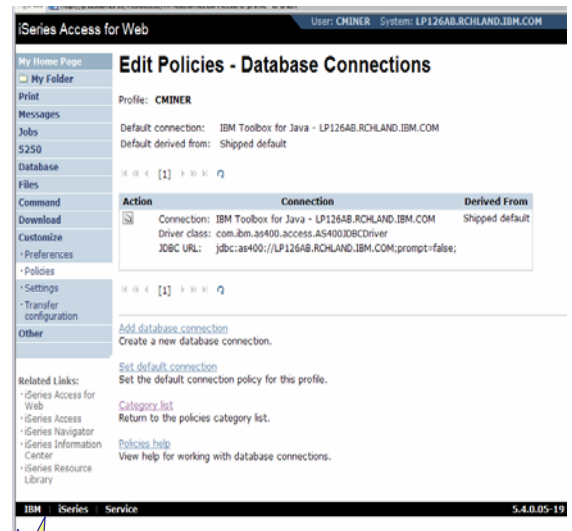 iSeries Access for Web
User: CMINER System: LP126AB.RCHLAND.IBM.COM
My Home Page
My Folder
Print
Messages
Jobs
5250
Database
Files
Command
Download
Customize
· Preferences
· Policies
· Settings
· Transfer
configuration
Other
Related Links:
· iSeries Access for
Web
· iSeries Access
· iSeries Navigator
· iSeries Information
Center
· iSeries Resource
Library
Edit Policies - Database Connections
Profile: CMINER
Default connection: IBM Toolbox for Java - LP126AB.RCHLAND.IBM.COM
Default derived from: Shipped default
[1]
Action Connection Derived From
Connection: IBM Toolbox for Java - LP126AB.RCHLAND.IBM.COM Shipped default
Driver class: com.ibm.as400.access.AS400JDBCDriver
JDBC URL: jdbc:as400://LP126AB.RCHLAND.IBM.COM;prompt=false;
[1]
Add database connection
Create a new database connection.
Set default connection
Set the default connection policy for this profile.
Category list
Return to the policies category list.
Policies help
View help for working with database connections.
IBM | iSeries | Service 5.4.0.05-19